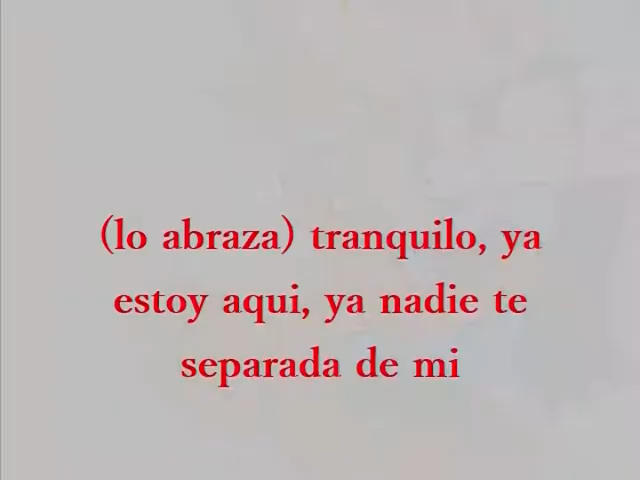 (lo abraza) tranquilo, ya
estoy aqui, ya nadie te
separada de mi